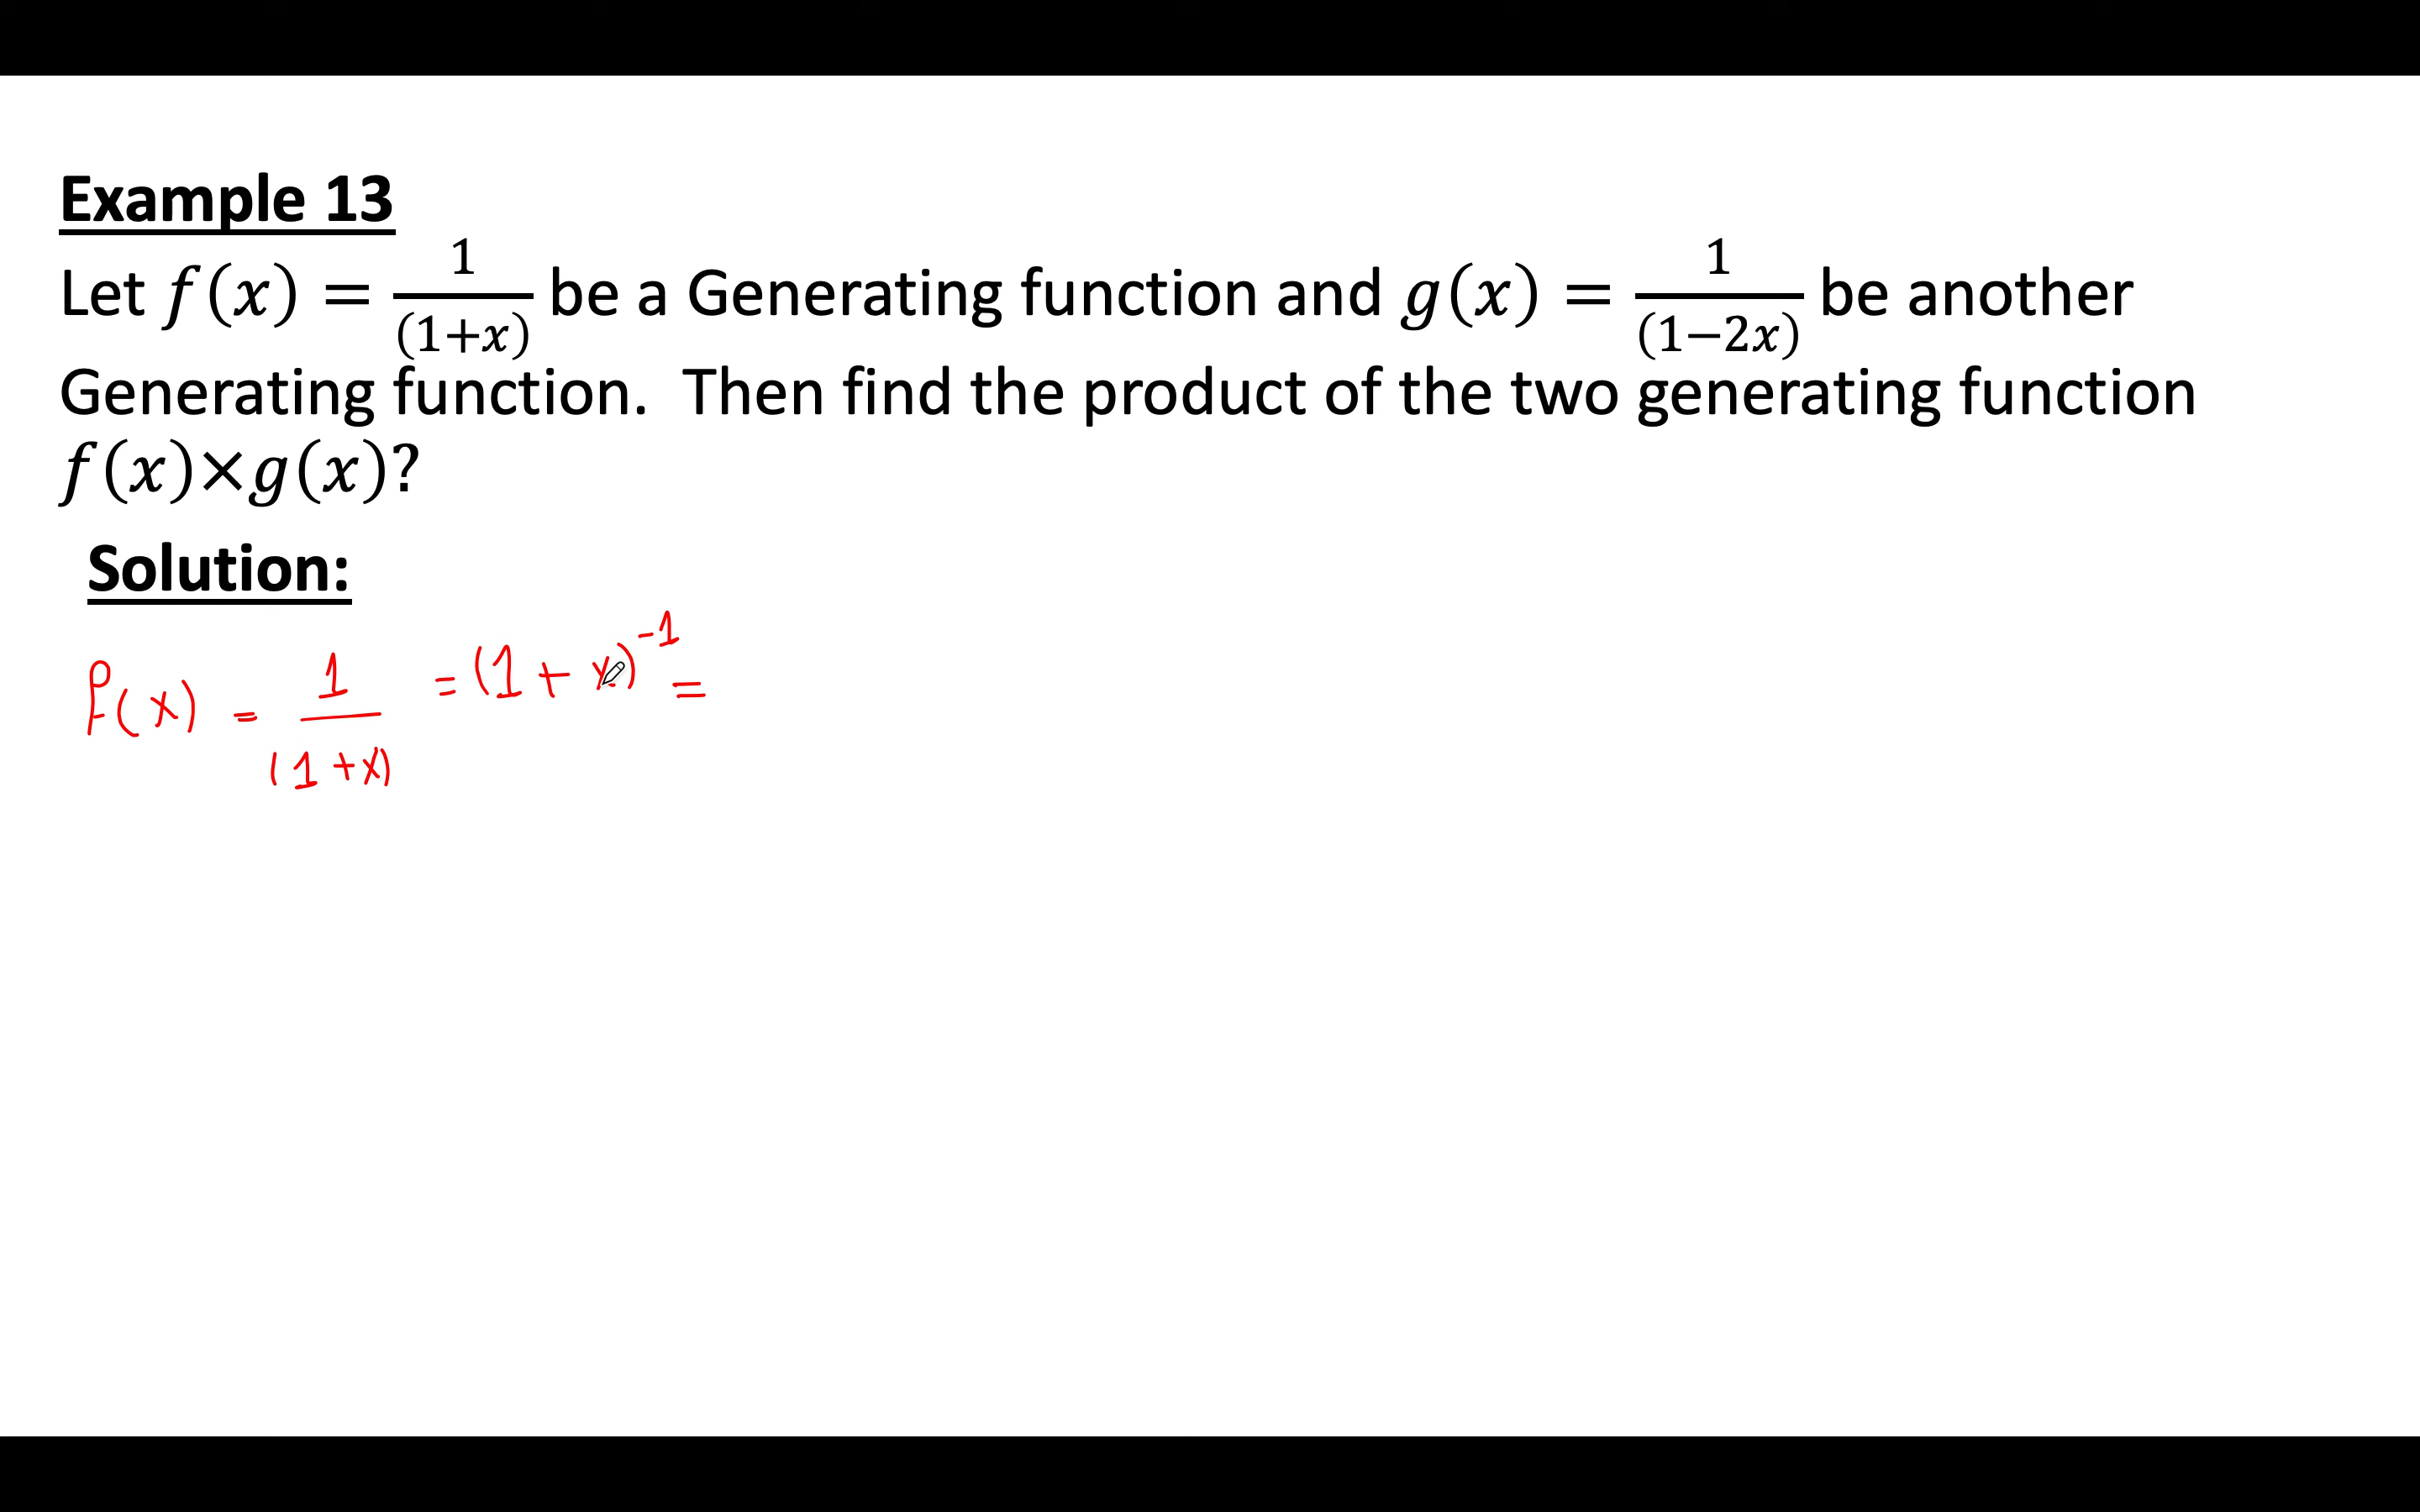 Example 13
Let f(x) = 1/(1+x) be a Generating function and g(x) = 1/(1−2x) be another
Generating function. Then find the product of the two generating function
f(x)×g(x)?
Solution:
f(x) = 1/(1+x) = (1+x)^-1 =